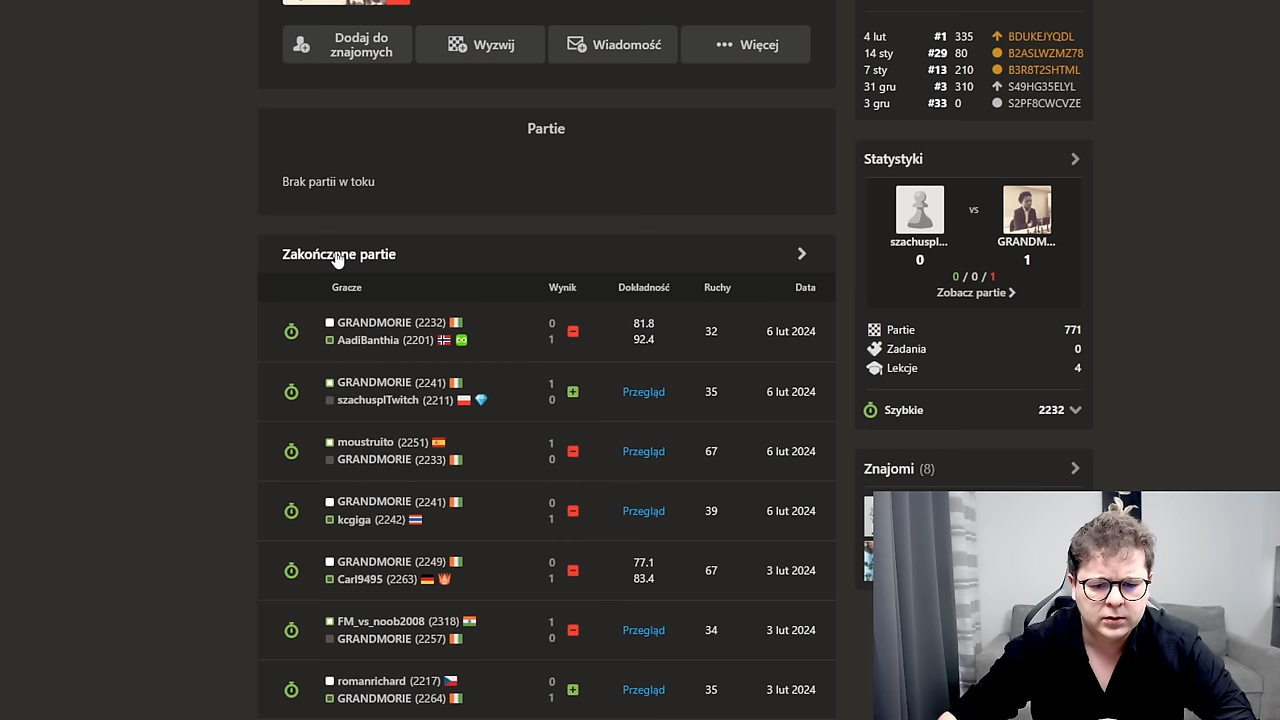 Dodaj do znajomych
Wyzwij
Wiadomość
Więcej
Partie
Brak partii w toku
Zakończone partie
Gracze Wynik Dokładność Ruchy Data
GRANDMORIE (2232) 0 81.8
AadiBanthia (2201) 1 92.4
32 6 lut 2024
GRANDMORIE (2241) 1
szachusplTwitch (2211) 0
Przegląd 35 6 lut 2024
moustruito (2251) 1
GRANDMORIE (2233) 0
Przegląd 67 6 lut 2024
GRANDMORIE (2241) 0
kcgiga (2242) 1
Przegląd 39 6 lut 2024
GRANDMORIE (2249) 0 77.1
Carl9495 (2263) 1 83.4
67 3 lut 2024
FM_vs_noob2008 (2318) 1
GRANDMORIE (2257) 0
Przegląd 34 3 lut 2024
romanrichard (2217) 0
GRANDMORIE (2264) 1
Przegląd 35 3 lut 2024
4 lut #1 335 BDUKEJYQDL
14 sty #29 80 B2ASLWZMZ78
7 sty #13 210 B3R8T2SHTML
31 gru #3 310 S49HG35ELYL
3 gru #33 0 S2PF8CWCVZE
Statystyki
vs
szachuspl... GRANDM...
0 1
0 / 0 / 1
Zobacz partie
Partie 771
Zadania 0
Lekcje 4
Szybkie 2232
Znajomi (8)